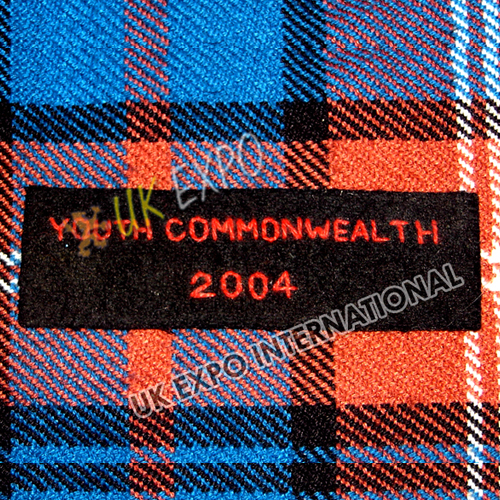 UK EXPO
YOUTH COMMONWEALTH
2004
UK EXPO INTERNATIONAL